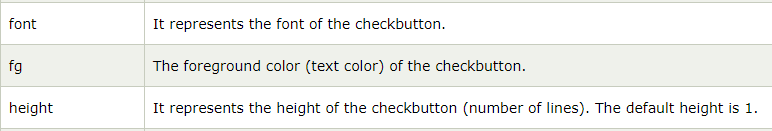 font It represents the font of the checkbutton.
fg The foreground color (text color) of the checkbutton.
height It represents the height of the checkbutton (number of lines). The default height is 1.